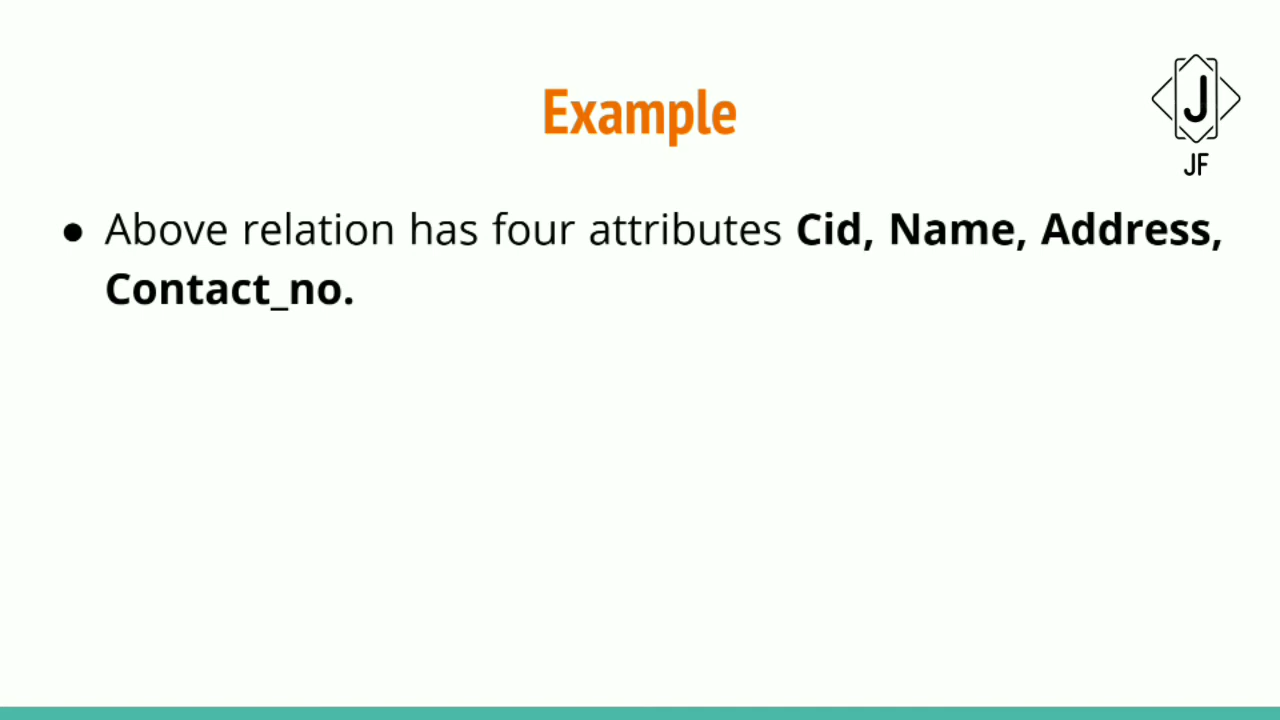 Example
J
JF
● Above relation has four attributes Cid, Name, Address,
Contact_no.